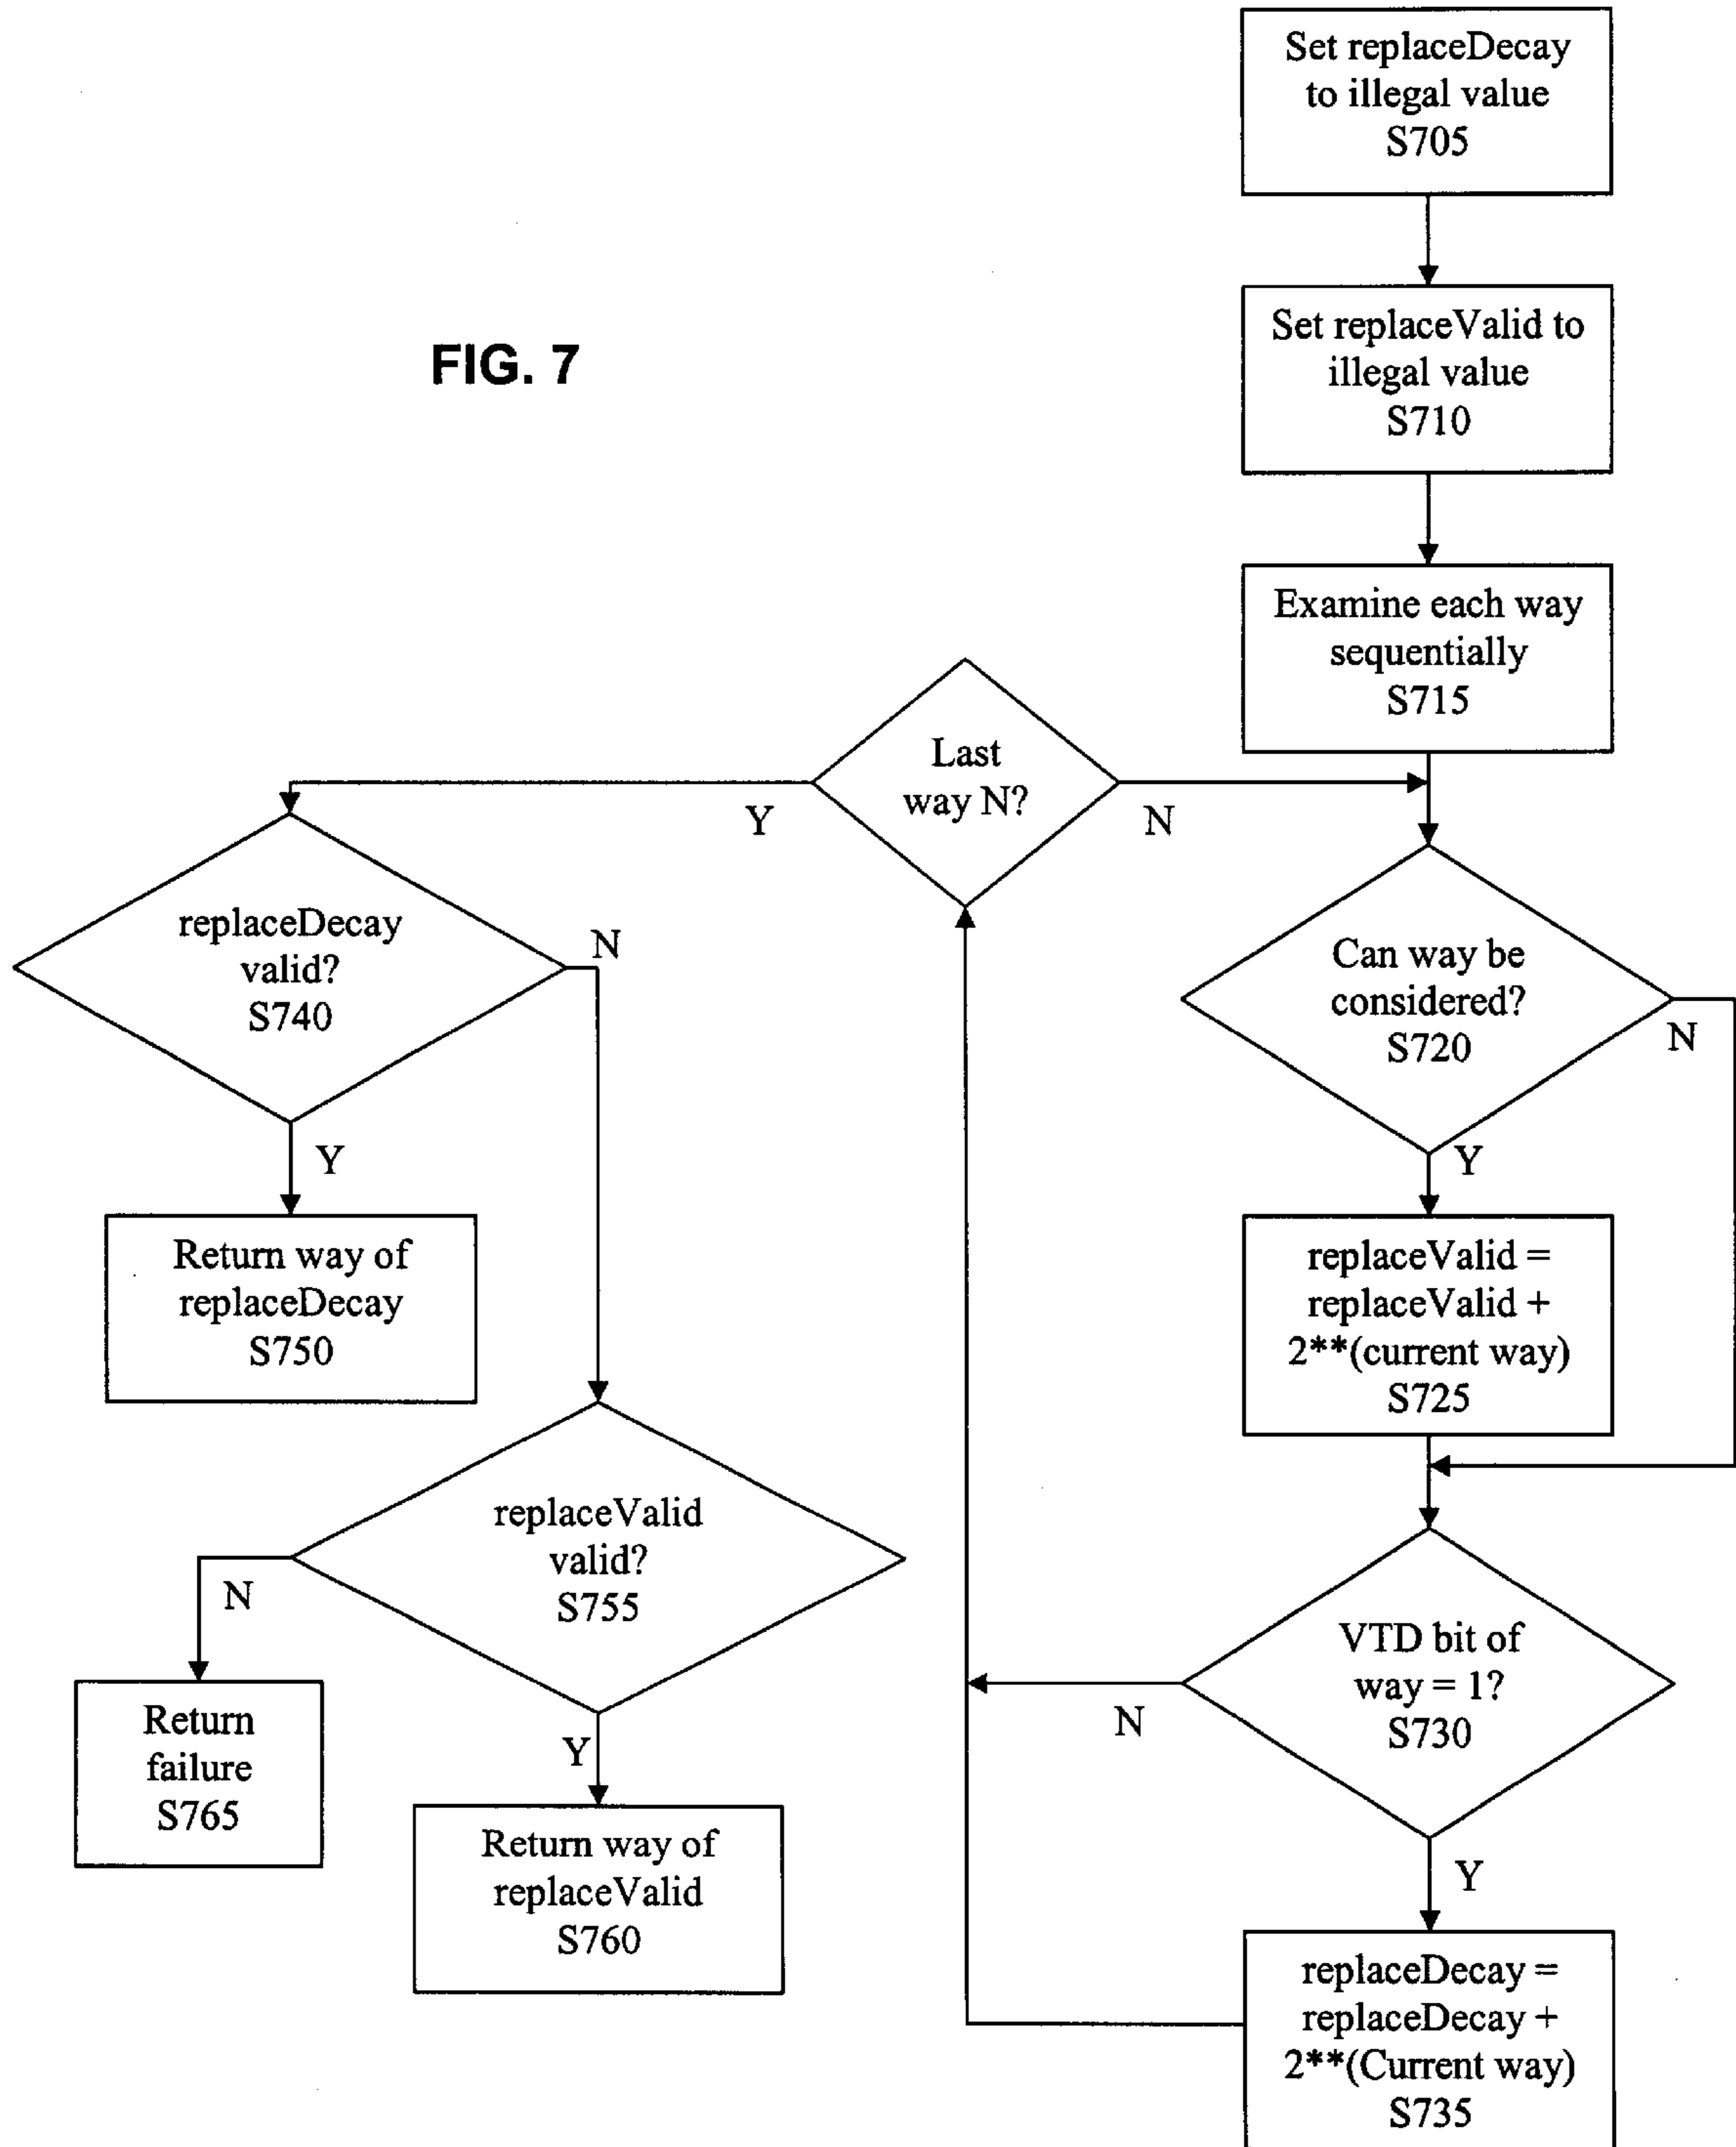 FIG. 7
Set replaceDecay
to illegal value
S705
Set replaceValid to
illegal value
S710
Examine each way
sequentially
S715
Last
way N?
Y
N
Can way be
considered?
S720
N
Y
replaceValid =
replaceValid +
2**(current way)
S725
VTD bit of
way = 1?
S730
N
Y
replaceDecay =
replaceDecay +
2**(Current way)
S735
replaceDecay
valid?
S740
N
Y
Return way of
replaceDecay
S750
replaceValid
valid?
S755
N
Y
Return
failure
S765
Return way of
replaceValid
S760